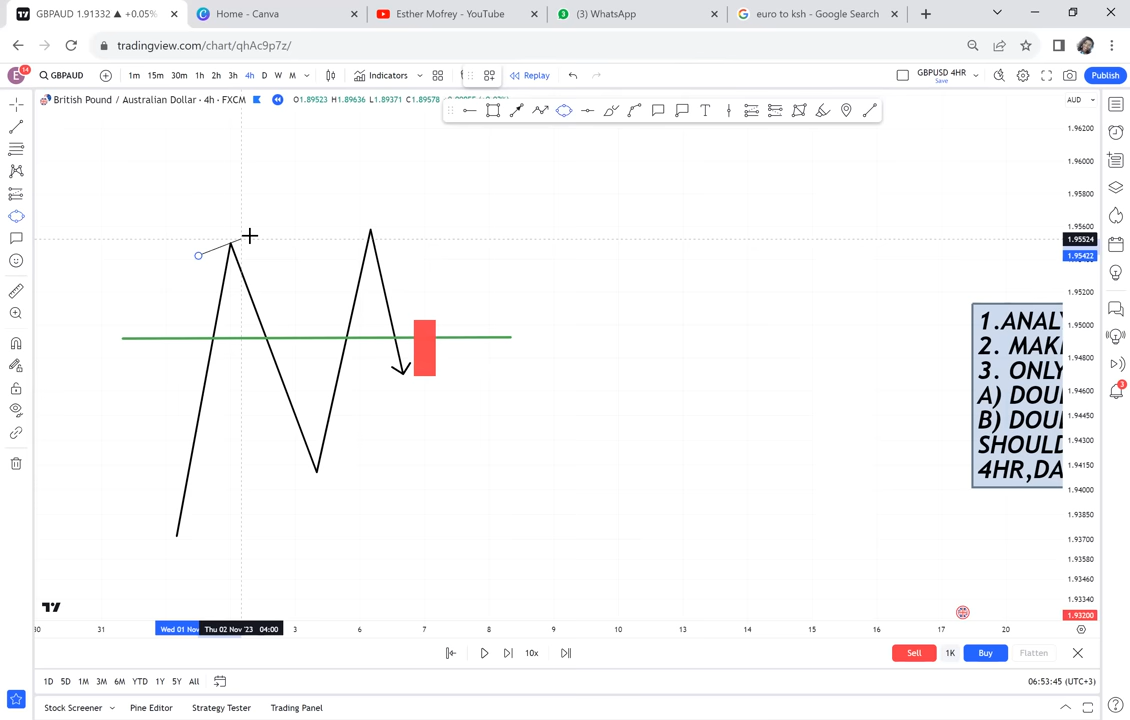 GBPAUD 1.91332 ▲ +0.05%
Home - Canva
Esther Mofrey - YouTube
(3) WhatsApp
euro to ksh - Google Search
tradingview.com/chart/qhAc9p7z/
E
14
GBPAUD
1m 15m 30m 1h 2h 3h 4h D W M
Indicators
Replay
GBPUSD 4HR
Save
Publish
British Pound / Australian Dollar · 4h · FXCM
O1.89523 H1.89636 L1.89371 C1.89578
AUD
1.96200
1.96000
1.95800
1.95600
1.95524
1.95422
1.95200
1.95000
1.94800
1.94600
1.94450
1.94300
1.94150
1.94000
1.93850
1.93700
1.93580
1.93460
1.93340
1.93200
1.ANALY
2. MAK
3. ONLY
A) DOU
B) DOU
SHOULD
4HR,DA
3
30 31 Wed 01 Nov Thu 02 Nov '23 04:00 3 6 7 8 9 10 13 14 15 16 17 20
10x
Sell 1K Buy Flatten
1D 5D 1M 3M 6M YTD 1Y 5Y All
06:53:45 (UTC+3)
Stock Screener Pine Editor Strategy Tester Trading Panel